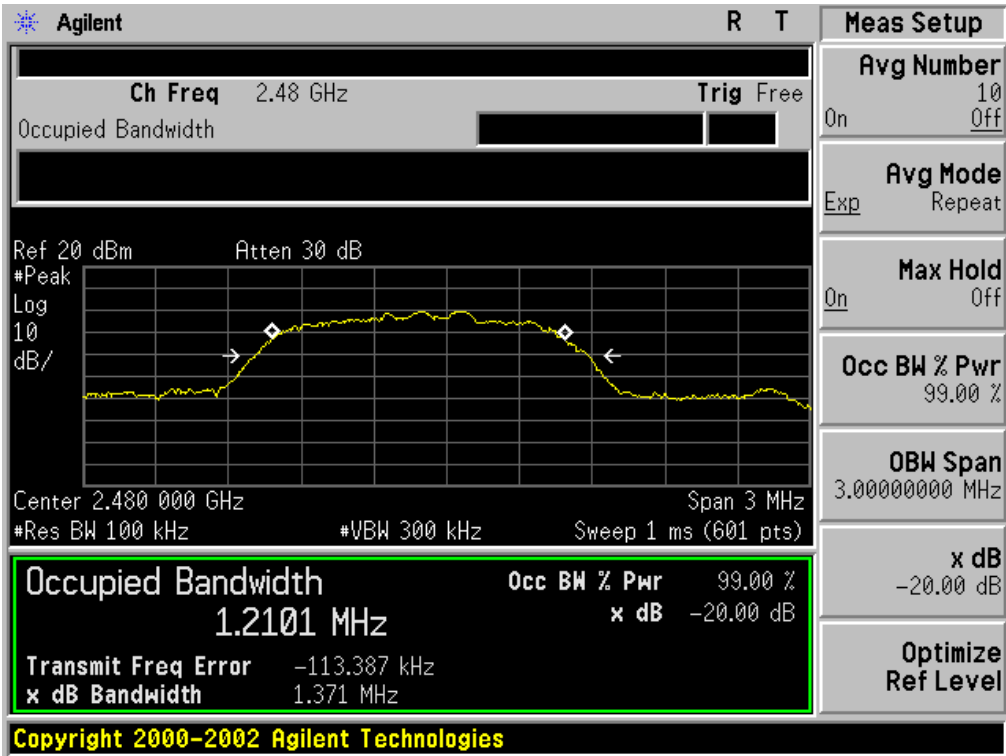 Agilent R T
Ch Freq 2.48 GHz Trig Free
Occupied Bandwidth
Ref 20 dBm Atten 30 dB
#Peak
Log
10
dB/
Center 2.480 000 GHz Span 3 MHz
#Res BW 100 kHz #VBW 300 kHz Sweep 1 ms (601 pts)
Occupied Bandwidth
1.2101 MHz
Occ BW % Pwr 99.00 %
x dB -20.00 dB
Transmit Freq Error -113.387 kHz
x dB Bandwidth 1.371 MHz
Copyright 2000-2002 Agilent Technologies
Meas Setup
Avg Number
10
On Off
Avg Mode
Exp Repeat
Max Hold
On Off
Occ BW % Pwr
99.00 %
OBW Span
3.00000000 MHz
x dB
-20.00 dB
Optimize
Ref Level